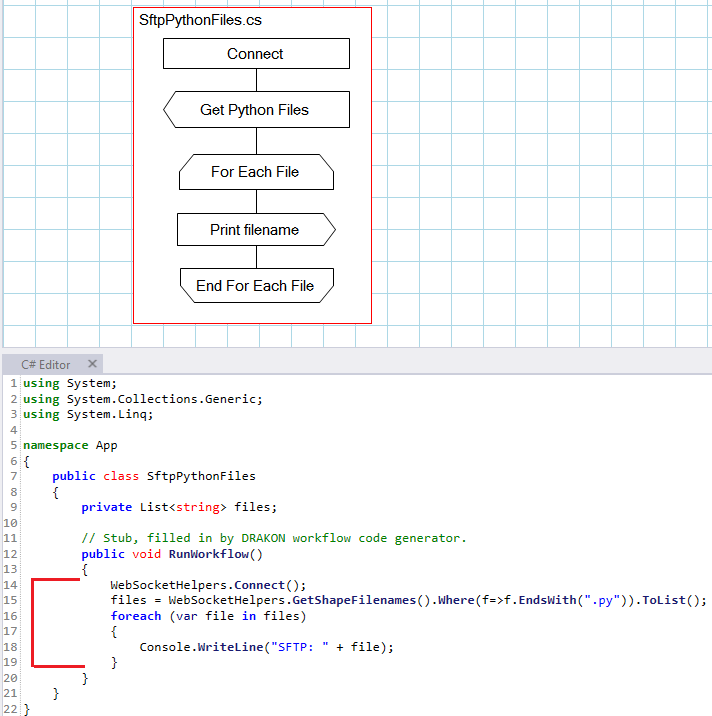 SftpPythonFiles.cs
Connect
Get Python Files
For Each File
Print filename
End For Each File
C# Editor ✕
1 using System;
2 using System.Collections.Generic;
3 using System.Linq;
4
5 namespace App
6 {
7     public class SftpPythonFiles
8     {
9         private List<string> files;
10
11         // Stub, filled in by DRAKON workflow code generator.
12         public void RunWorkflow()
13         {
14             WebSocketHelpers.Connect();
15             files = WebSocketHelpers.GetShapeFilenames().Where(f=>f.EndsWith(".py")).ToList();
16             foreach (var file in files)
17             {
18                 Console.WriteLine("SFTP: " + file);
19             }
20         }
21     }
22 }